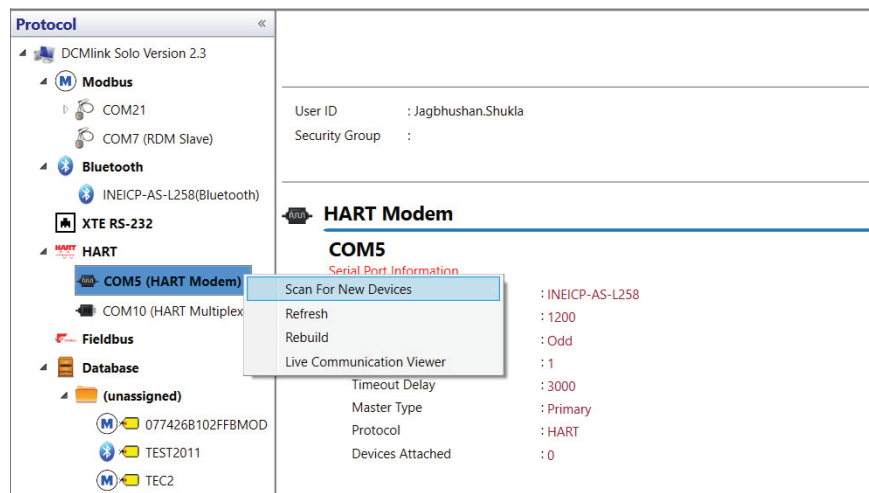 Protocol «
DCMlink Solo Version 2.3
M Modbus
COM21
COM7 (RDM Slave)
Bluetooth
INEICP-AS-L258(Bluetooth)
XTE RS-232
HART HART
COM5 (HART Modem)
COM10 (HART Multiplex
Fieldbus
Database
(unassigned)
M 077426B102FFBMOD
TEST2011
M TEC2
User ID : Jagbhushan.Shukla
Security Group :
HART Modem
COM5
Serial Port Information
Scan For New Devices
Refresh
Rebuild
Live Communication Viewer
: INEICP-AS-L258
: 1200
: Odd
: 1
Timeout Delay : 3000
Master Type : Primary
Protocol : HART
Devices Attached : 0